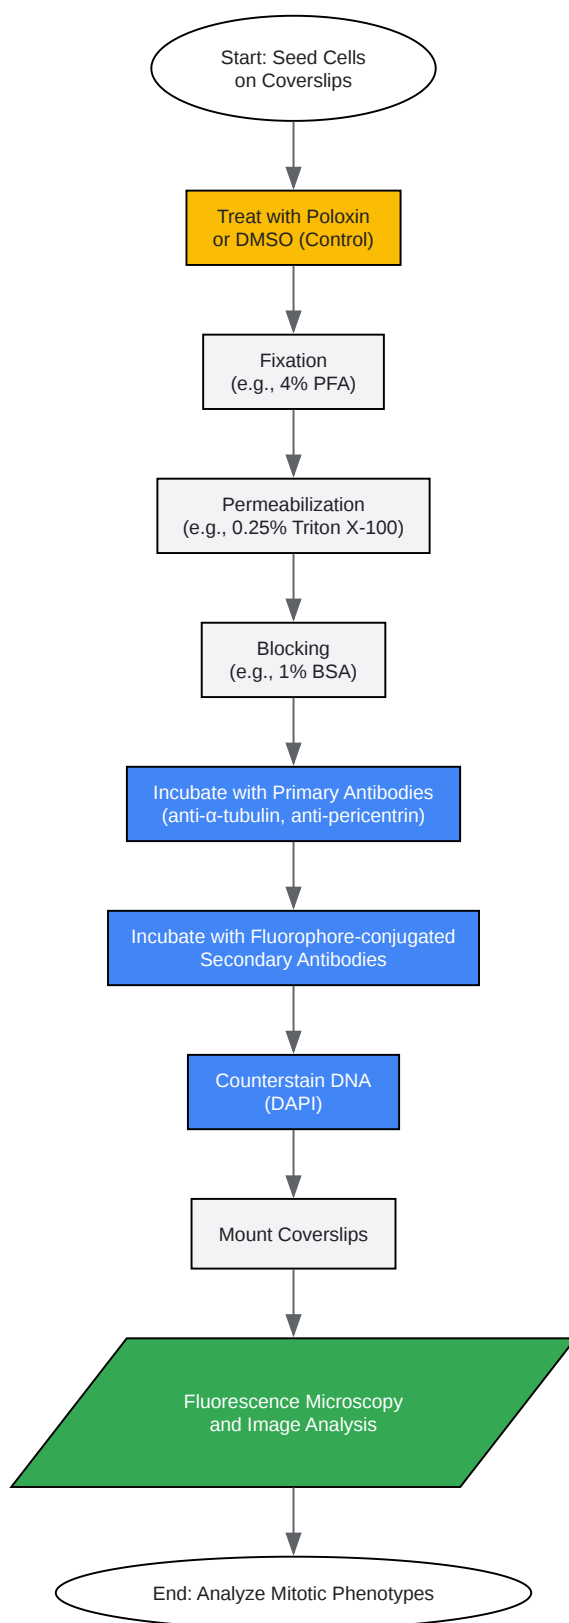 Start: Seed Cells
on Coverslips
Treat with Poloxin
or DMSO (Control)
Fixation
(e.g., 4% PFA)
Permeabilization
(e.g., 0.25% Triton X-100)
Blocking
(e.g., 1% BSA)
Incubate with Primary Antibodies
(anti-α-tubulin, anti-pericentrin)
Incubate with Fluorophore-conjugated
Secondary Antibodies
Counterstain DNA
(DAPI)
Mount Coverslips
Fluorescence Microscopy
and Image Analysis
End: Analyze Mitotic Phenotypes